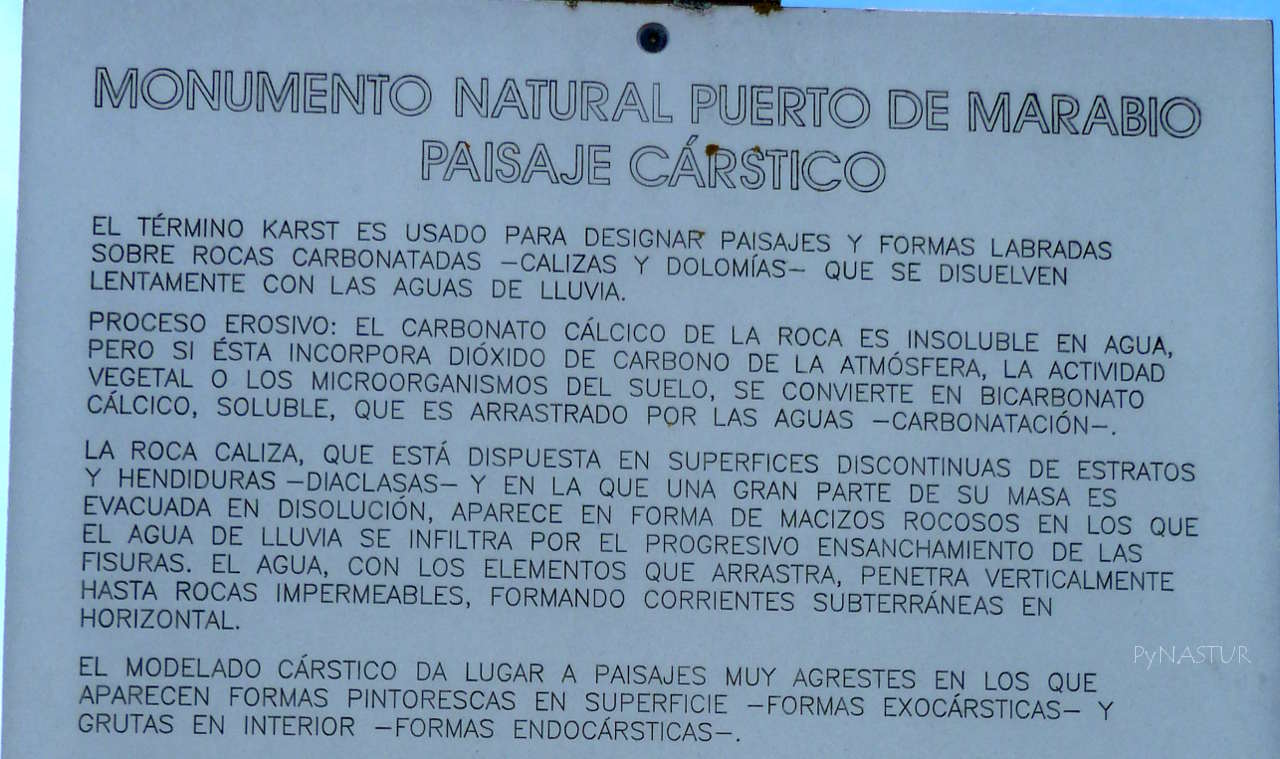 MONUMENTO NATURAL PUERTO DE MARABIO
PAISAJE CÁRSTICO
EL TÉRMINO KARST ES USADO PARA DESIGNAR PAISAJES Y FORMAS LABRADAS
SOBRE ROCAS CARBONATADAS –CALIZAS Y DOLOMÍAS– QUE SE DISUELVEN
LENTAMENTE CON LAS AGUAS DE LLUVIA.
PROCESO EROSIVO: EL CARBONATO CÁLCICO DE LA ROCA ES INSOLUBLE EN AGUA,
PERO SI ÉSTA INCORPORA DIÓXIDO DE CARBONO DE LA ATMÓSFERA, LA ACTIVIDAD
VEGETAL O LOS MICROORGANISMOS DEL SUELO, SE CONVIERTE EN BICARBONATO
CÁLCICO, SOLUBLE, QUE ES ARRASTRADO POR LAS AGUAS –CARBONATACIÓN–.
LA ROCA CALIZA, QUE ESTÁ DISPUESTA EN SUPERFICES DISCONTINUAS DE ESTRATOS
Y HENDIDURAS –DIACLASAS– Y EN LA QUE UNA GRAN PARTE DE SU MASA ES
EVACUADA EN DISOLUCIÓN, APARECE EN FORMA DE MACIZOS ROCOSOS EN LOS QUE
EL AGUA DE LLUVIA SE INFILTRA POR EL PROGRESIVO ENSANCHAMIENTO DE LAS
FISURAS. EL AGUA, CON LOS ELEMENTOS QUE ARRASTRA, PENETRA VERTICALMENTE
HASTA ROCAS IMPERMEABLES, FORMANDO CORRIENTES SUBTERRÁNEAS EN
HORIZONTAL.
EL MODELADO CÁRSTICO DA LUGAR A PAISAJES MUY AGRESTES EN LOS QUE
APARECEN FORMAS PINTORESCAS EN SUPERFICIE –FORMAS EXOCÁRSTICAS– Y
GRUTAS EN INTERIOR –FORMAS ENDOCÁRSTICAS–.
PyNASTUR